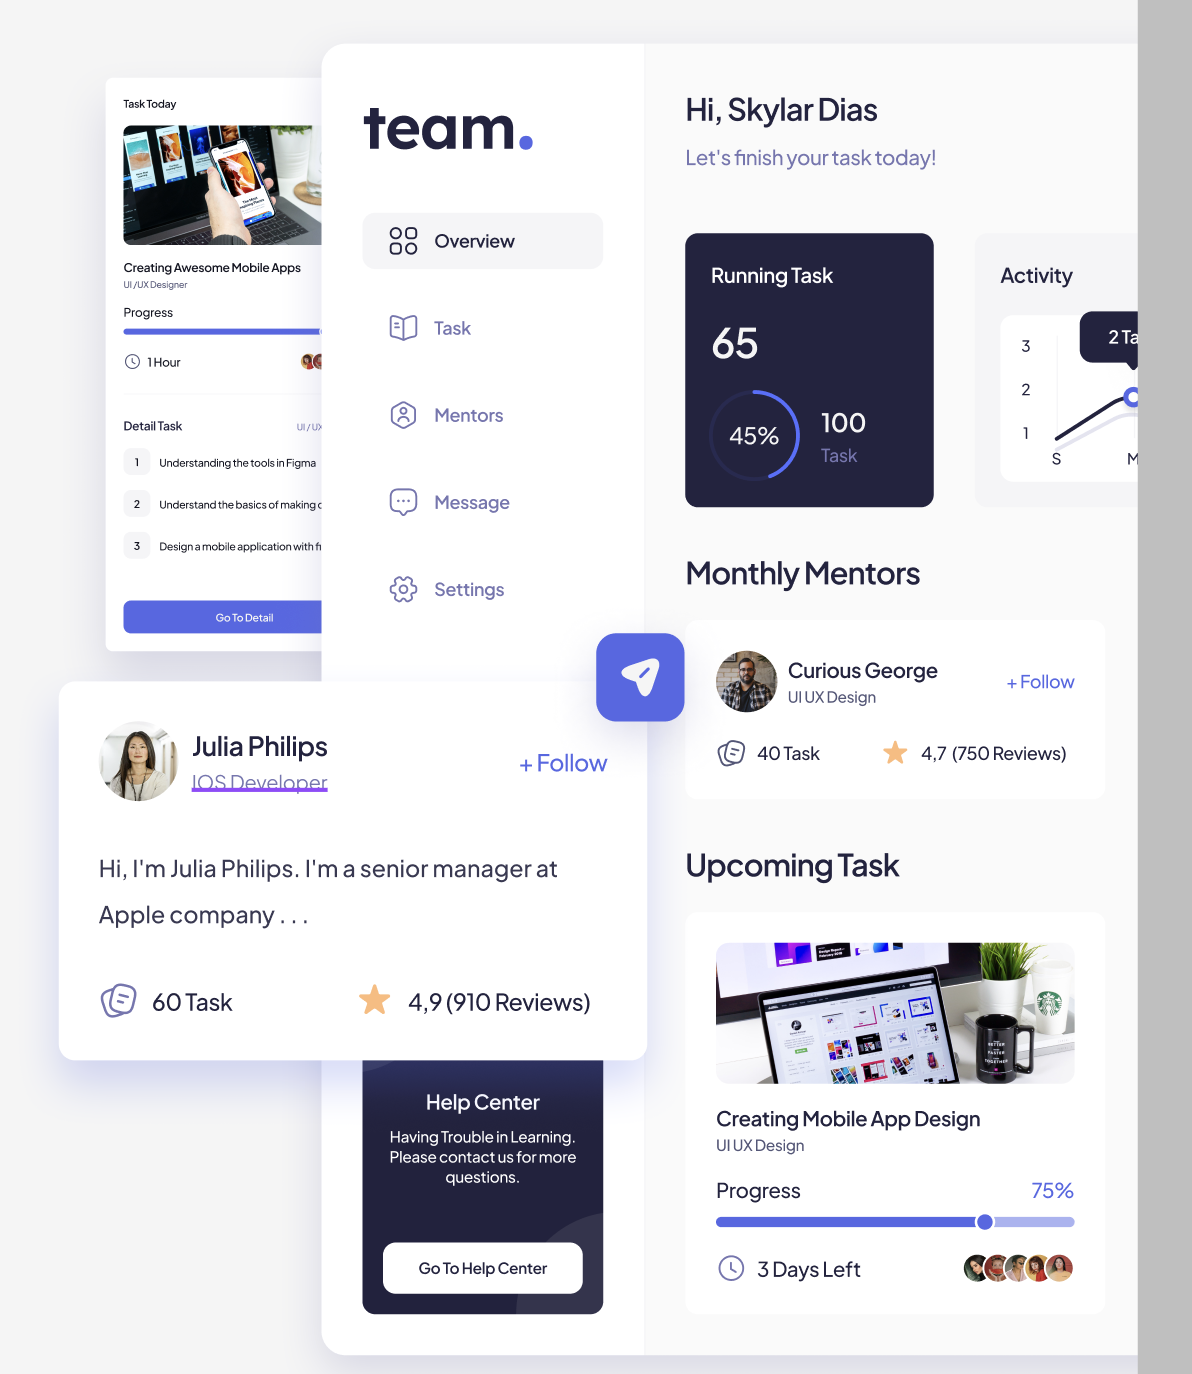 Task Today
Creating Awesome Mobile Apps
UI /UX Designer
Progress
1 Hour
Detail Task
UI / UX
1
Understanding the tools in Figma
2
Understand the basics of making
3
Design a mobile application with
Go To Detail
team.
Overview
Task
Mentors
Message
Settings
Hi, Skylar Dias
Let's finish your task today!
Running Task
65
45%
100
Task
Activity
2 Ta
3
2
1
S
M
Monthly Mentors
Curious George
UI UX Design
+ Follow
40 Task
4,7 (750 Reviews)
Julia Philips
IOS Developer
+ Follow
Hi, I'm Julia Philips. I'm a senior manager at
Apple company . . .
60 Task
4,9 (910 Reviews)
Help Center
Having Trouble in Learning.
Please contact us for more
questions.
Go To Help Center
Upcoming Task
BETTER
FASTER
TOGETHER
Creating Mobile App Design
UI UX Design
Progress
75%
3 Days Left